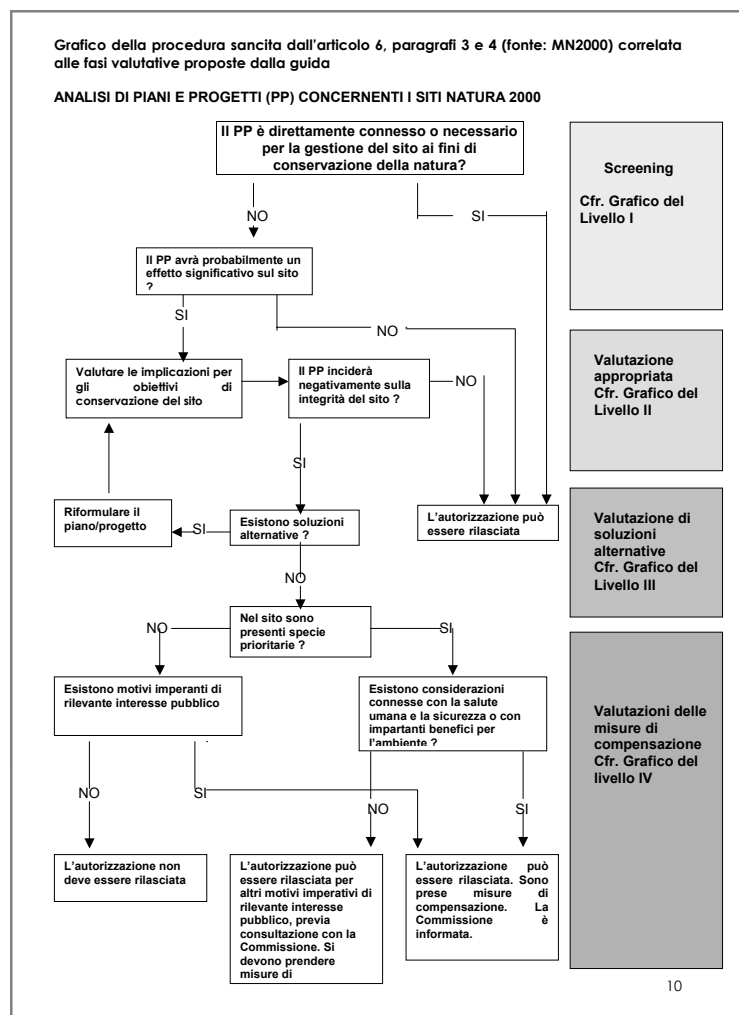 Grafico della procedura sancita dall'articolo 6, paragrafi 3 e 4 (fonte: MN2000) correlata
alle fasi valutative proposte dalla guida
ANALISI DI PIANI E PROGETTI (PP) CONCERNENTI I SITI NATURA 2000
Il PP è direttamente connesso o necessario
per la gestione del sito ai fini di
conservazione della natura?
Screening
Cfr. Grafico del
Livello I
NO
SI
Il PP avrà probabilmente un
effetto significativo sul sito
?
SI
NO
Valutare le implicazioni per
gli obiettivi di
conservazione del sito
Il PP inciderà
negativamente sulla
integrità del sito ?
NO
Valutazione
appropriata
Cfr. Grafico del
Livello II
SI
Riformulare il
piano/progetto
SI
Esistono soluzioni
alternative ?
L'autorizzazione può
essere rilasciata
Valutazione di
soluzioni
alternative
Cfr. Grafico del
Livello III
NO
NO
Nel sito sono
presenti specie
prioritarie ?
SI
Esistono motivi imperanti di
rilevante interesse pubblico
Esistono considerazioni
connesse con la salute
umana e la sicurezza o con
impartanti benefici per
l'ambiente ?
Valutazioni delle
misure di
compensazione
Cfr. Grafico del
livello IV
NO
SI
NO
SI
L'autorizzazione non
deve essere rilasciata
L'autorizzazione può
essere rilasciata per
altri motivi imperativi di
rilevante interesse
pubblico, previa
consultazione con la
Commissione. Si
devono prendere
misure di
L'autorizzazione può
essere rilasciata. Sono
prese misure di
compensazione. La
Commissione è
informata.
10